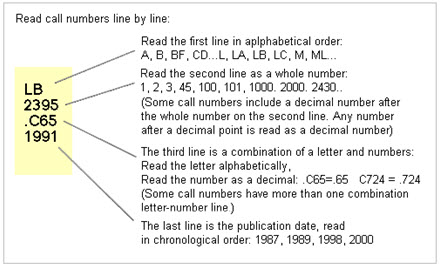 Read call numbers line by line:
Read the first line in aplphabetical order:
A, B, BF, CD...L, LA, LB, LC, M, ML...
Read the second line as a whole number:
1, 2, 3, 45, 100, 101, 1000. 2000. 2430..
(Some call numbers include a decimal number after
the whole number on the second line. Any number
after a decimal point is read as a decimal number)
LB
2395
.C65
1991
The third line is a combination of a letter and numbers:
Read the letter alphabetically,
Read the number as a decimal: .C65=.65 C724 = .724
(Some call numbers have more than one combination
letter-number line.)
The last line is the publication date, read
in chronological order: 1987, 1989, 1998, 2000